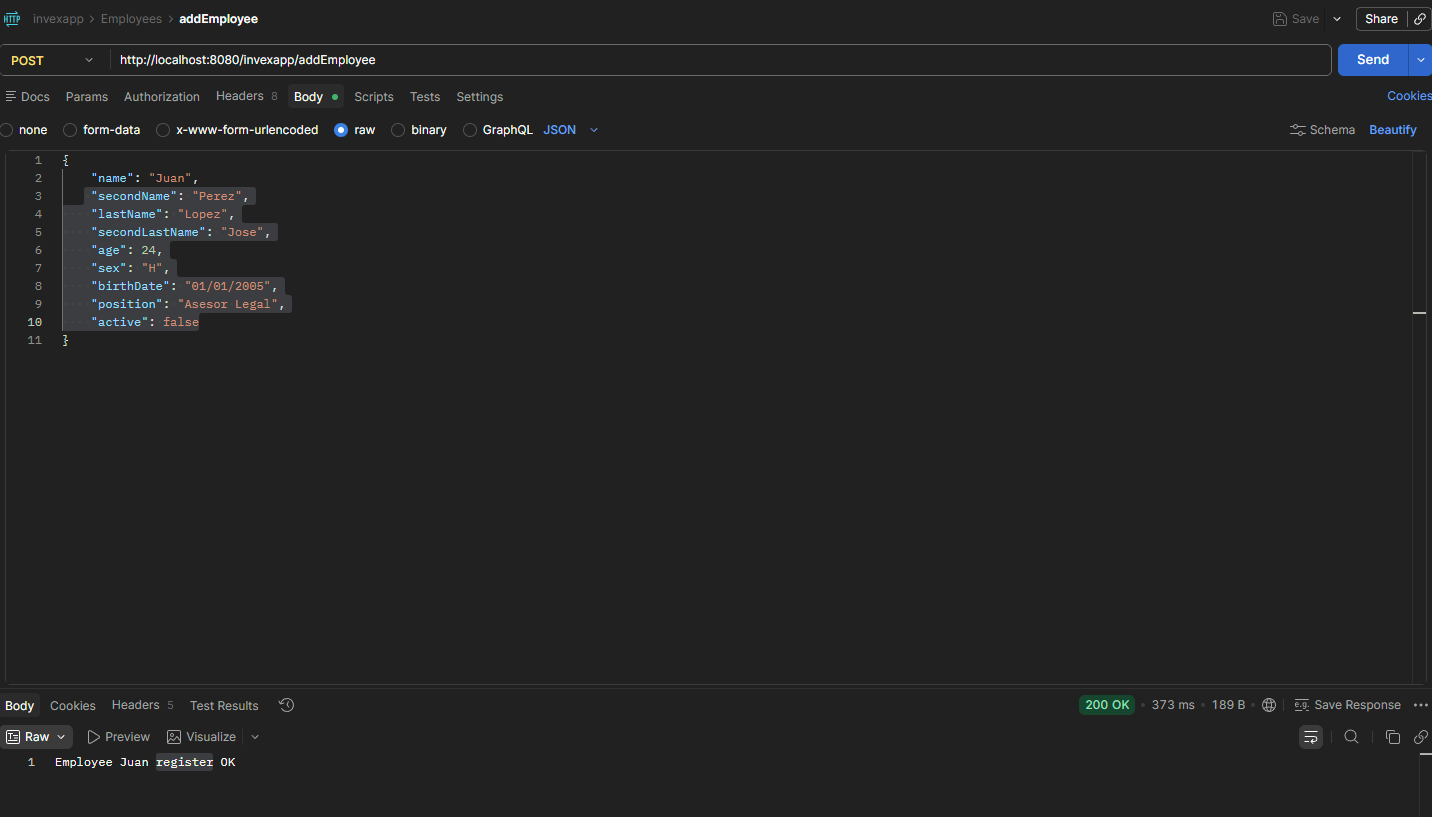 HTTP invexapp > Employees > addEmployee Save Share
POST http://localhost:8080/invexapp/addEmployee Send
Docs Params Authorization Headers 8 Body Scripts Tests Settings Cookies
none form-data x-www-form-urlencoded raw binary GraphQL JSON Schema Beautify
1 {
2 "name": "Juan",
3 "secondName": "Perez",
4 "lastName": "Lopez",
5 "secondLastName": "Jose",
6 "age": 24,
7 "sex": "H",
8 "birthDate": "01/01/2005",
9 "position": "Asesor Legal",
10 "active": false
11 }
Body Cookies Headers 5 Test Results 200 OK • 373 ms • 189 B • e.g. Save Response
Raw Preview Visualize
1 Employee Juan register OK